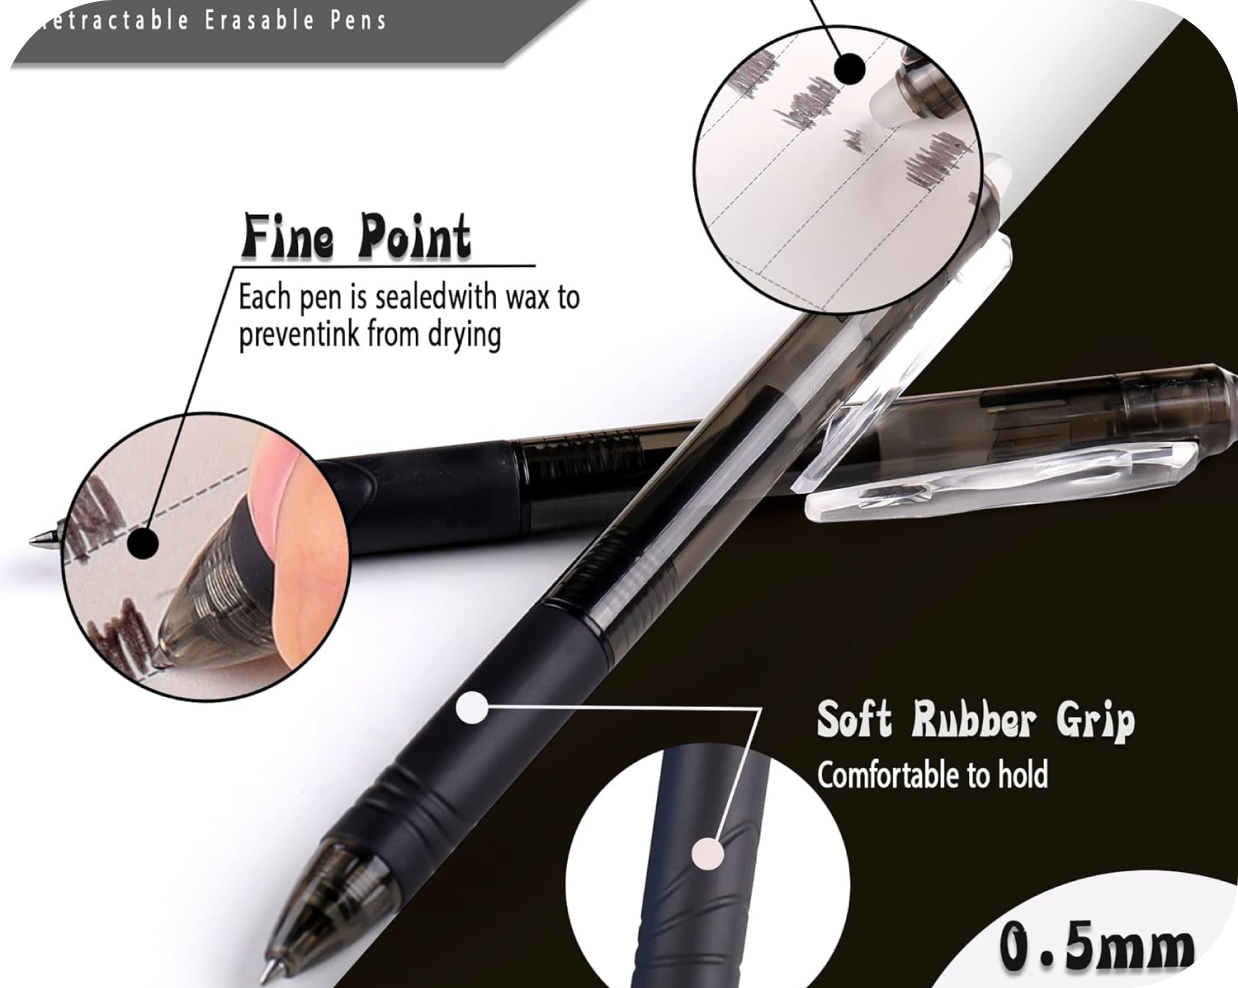 Retractable Erasable Pens
Fine Point
Each pen is sealedwith wax to
preventink from drying
Soft Rubber Grip
Comfortable to hold
0.5mm